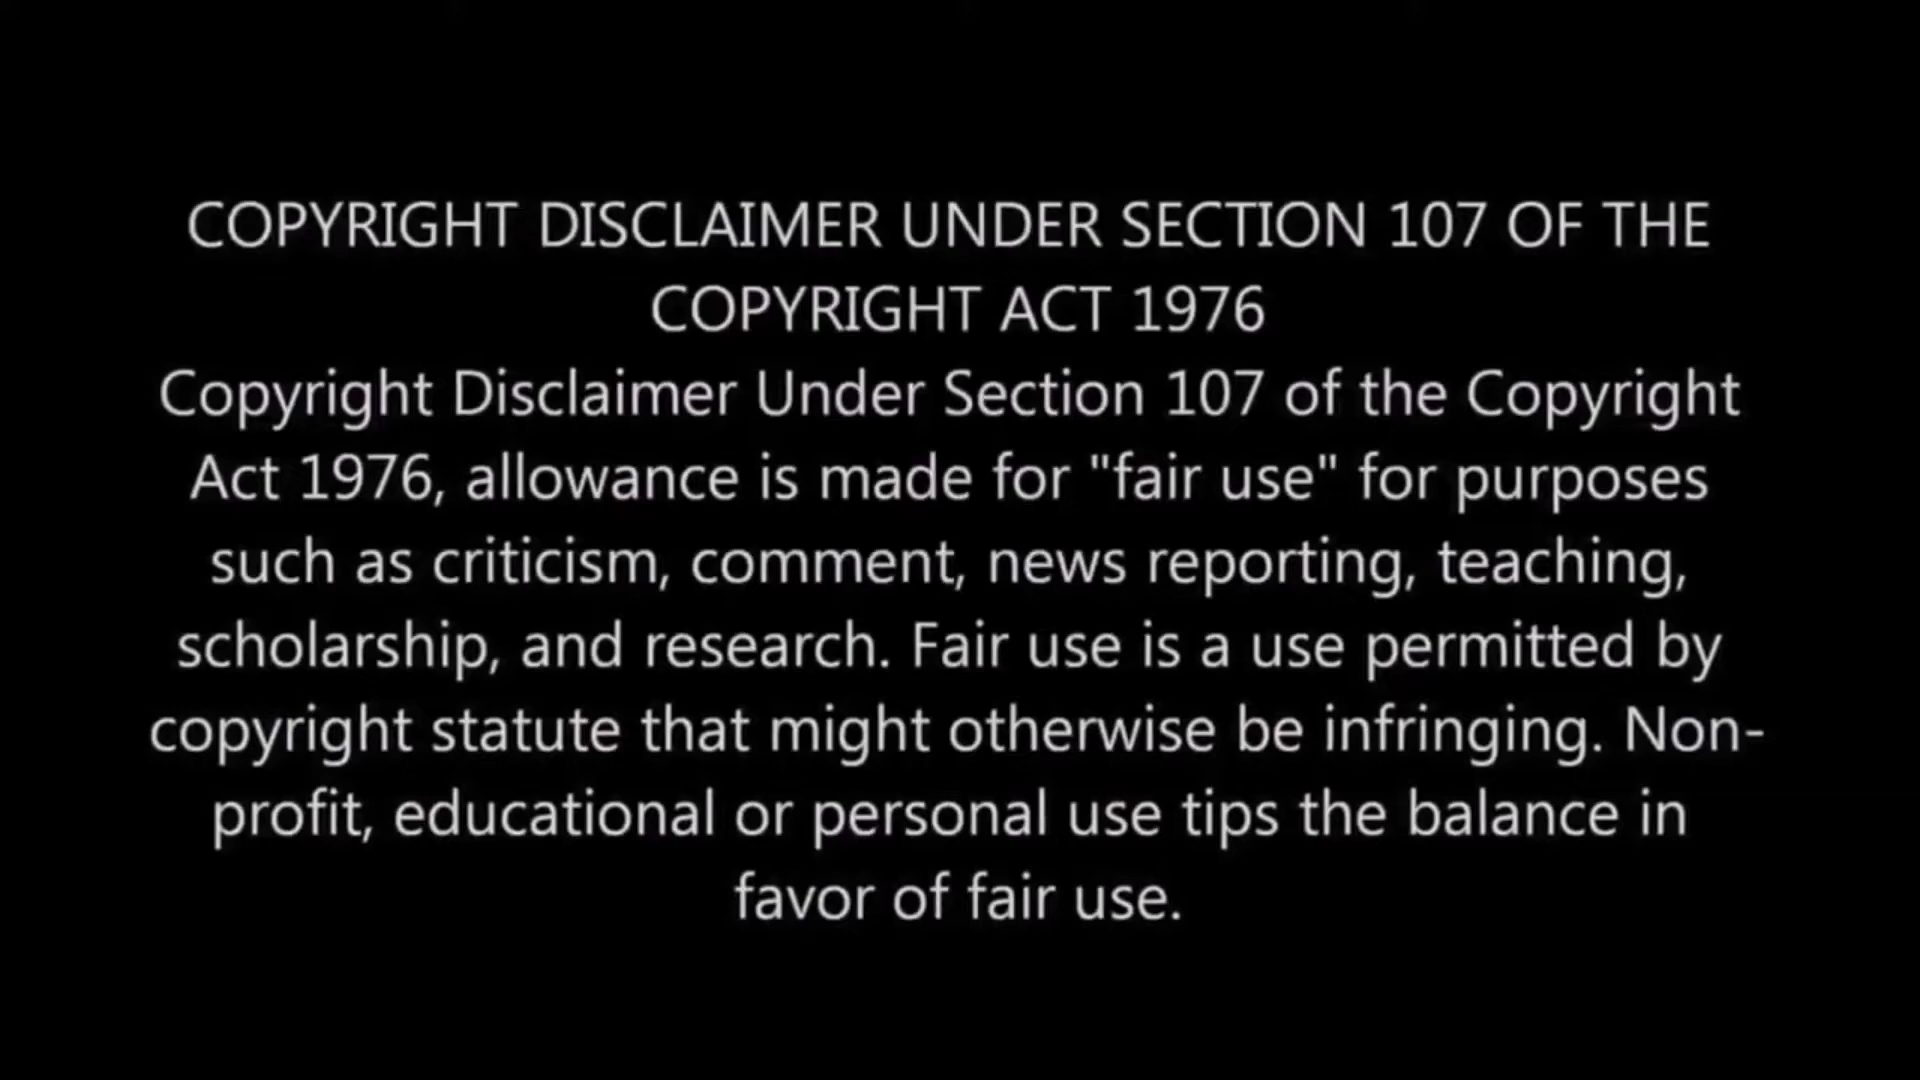 COPYRIGHT DISCLAIMER UNDER SECTION 107 OF THE
COPYRIGHT ACT 1976
Copyright Disclaimer Under Section 107 of the Copyright
Act 1976, allowance is made for "fair use" for purposes
such as criticism, comment, news reporting, teaching,
scholarship, and research. Fair use is a use permitted by
copyright statute that might otherwise be infringing. Non-
profit, educational or personal use tips the balance in
favor of fair use.